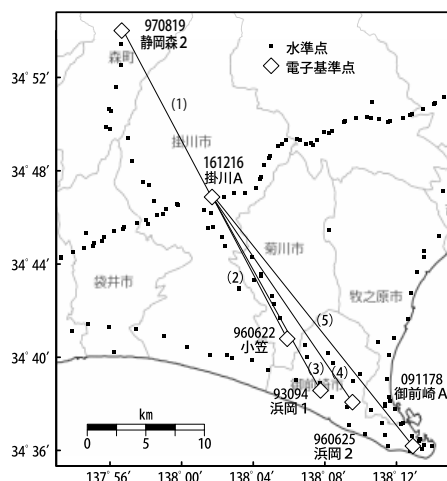 970819
静岡森2
水準点
電子基準点
34° 52'
森町
(1)
(2)
(3)
(4)
(5)
掛川市
34° 48'
161216
掛川A
菊川市
34° 44'
牧之原市
袋井市
960622
小笠
34° 40'
御前崎市
091178
御前崎A
93094
浜岡1
km
0 5 10
960625
浜岡2
34° 36'
137° 56' 138° 00' 138° 04' 138° 08' 138° 12'